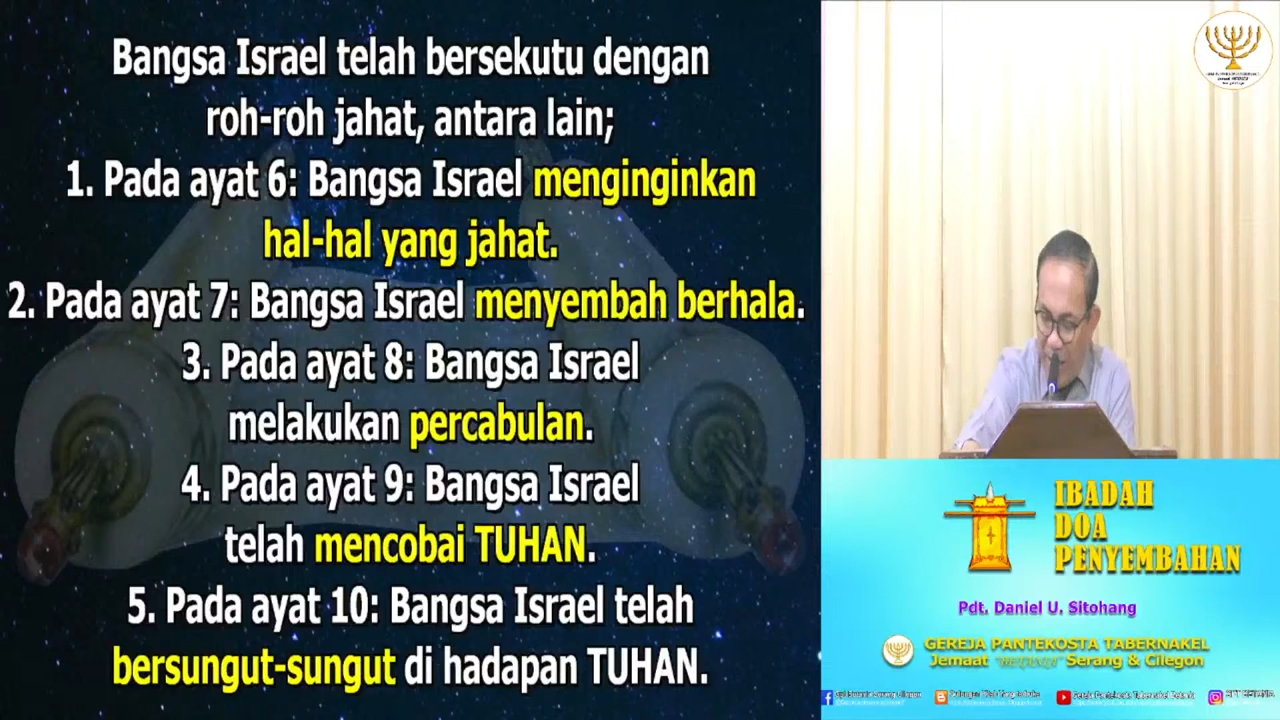 Bangsa Israel telah bersekutu dengan
roh-roh jahat, antara lain;
1. Pada ayat 6: Bangsa Israel menginginkan
hal-hal yang jahat.
2. Pada ayat 7: Bangsa Israel menyembah berhala.
3. Pada ayat 8: Bangsa Israel
melakukan percabulan.
4. Pada ayat 9: Bangsa Israel
telah mencobai TUHAN.
5. Pada ayat 10: Bangsa Israel telah
bersungut-sungut di hadapan TUHAN.
IBADAH
DOA
PENYEMBAHAN
Pdt. Daniel U. Sitohang
GEREJA PANTEKOSTA TABERNAKEL
Jemaat "BETANIA" Serang & Cilegon